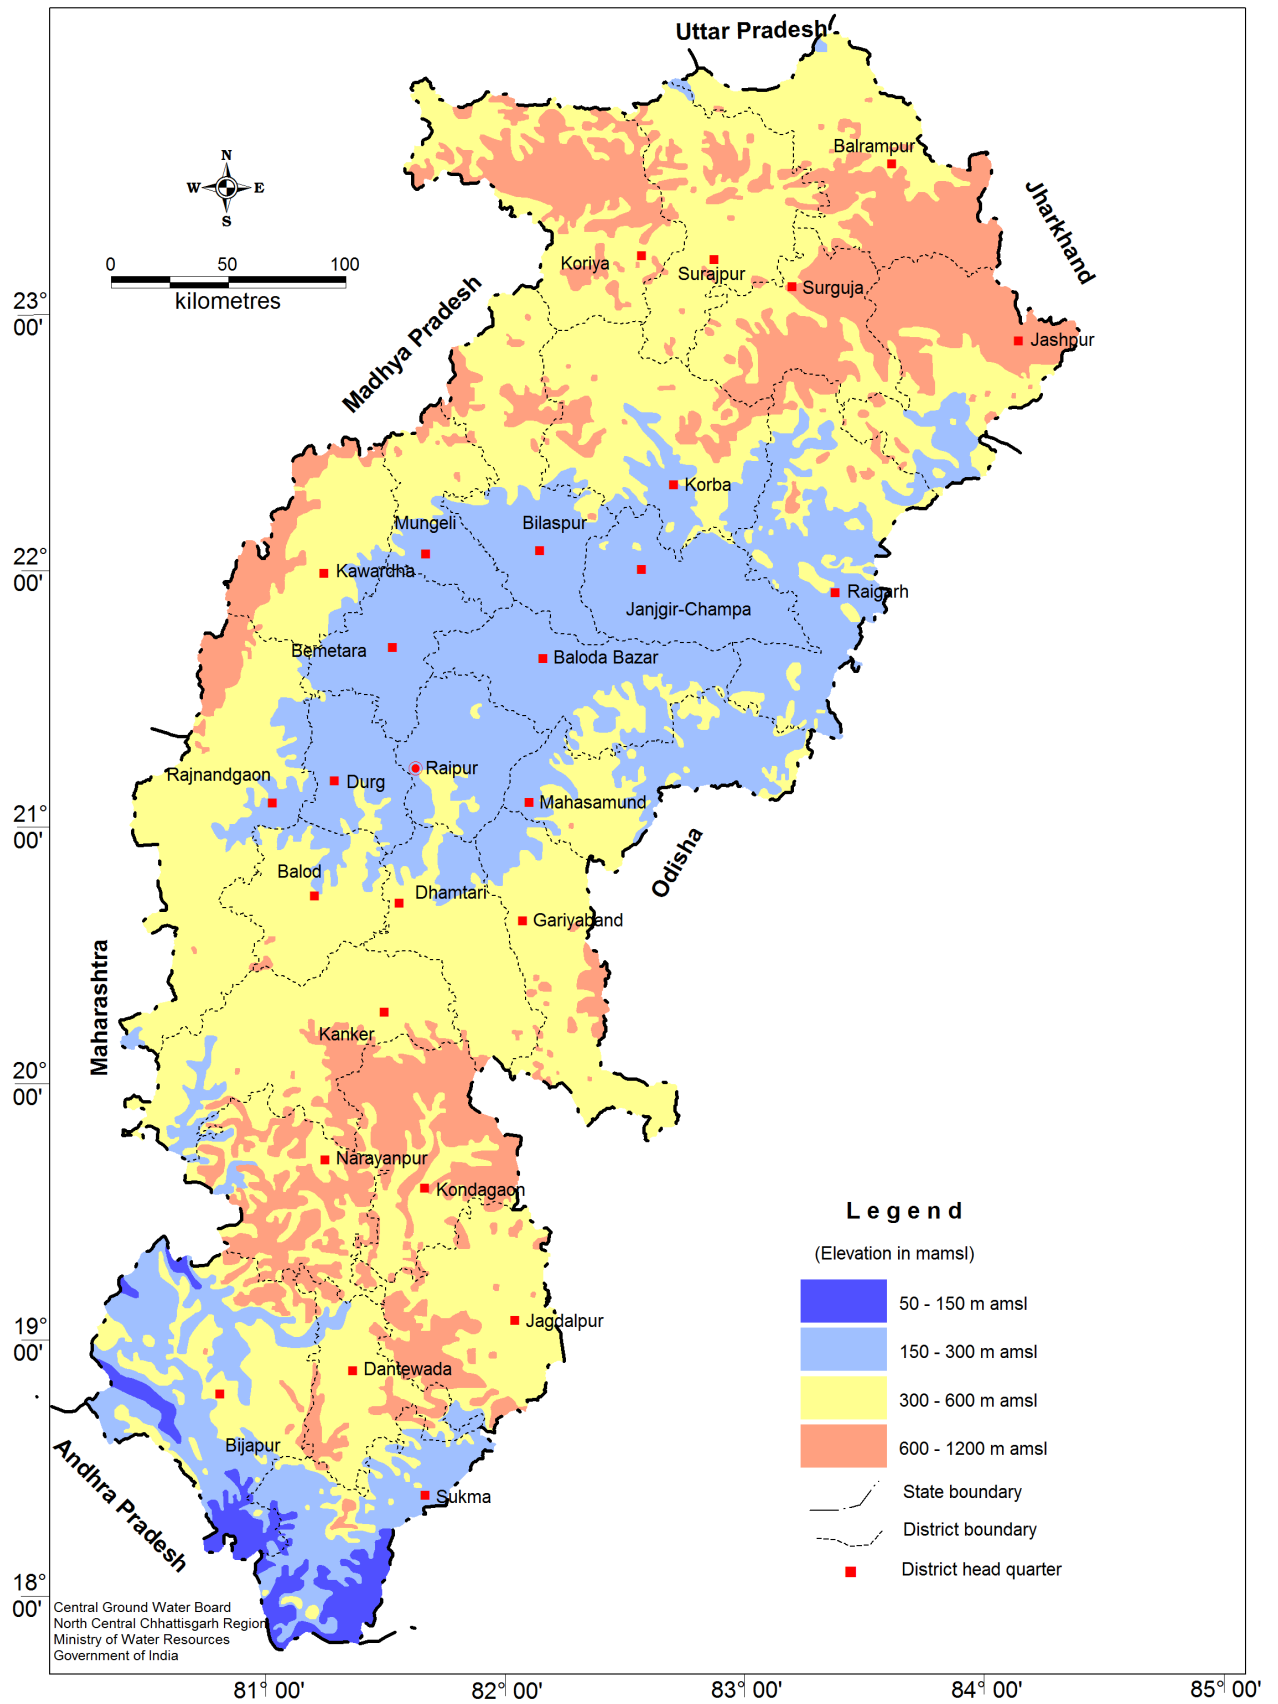 Uttar Pradesh
Balrampur
N
W E
S
Jharkhand
0 50 100
kilometres
Koriya
Surajpur
Surguja
Madhya Pradesh
23°
00'
Jashpur
Korba
Mungeli
Bilaspur
22°
00'
Kawardha
Raigarh
Janjgir-Champa
Bemetara
Baloda Bazar
Rajnandgaon
Durg
Raipur
Mahasamund
21°
00'
Odisha
Balod
Dhamtari
Gariyaband
Maharashtra
Kanker
20°
00'
Narayanpur
Kondagaon
Legend
(Elevation in mamsl)
50 - 150 m amsl
150 - 300 m amsl
300 - 600 m amsl
600 - 1200 m amsl
State boundary
District boundary
District head quarter
19°
00'
Jagdalpur
Dantewada
Bijapur
Andhra Pradesh
Sukma
18°
00'
Central Ground Water Board
North Central Chhattisgarh Region
Ministry of Water Resources
Government of India
81° 00' 82° 00' 83° 00' 84° 00' 85° 00'